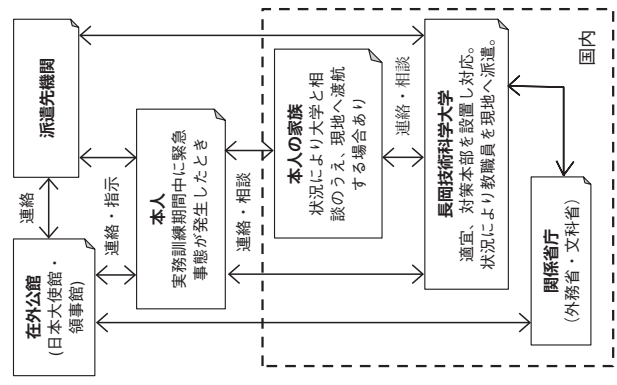 派遣先機関
連絡
在外公館
(日本大使館・
領事館)
連絡・指示
本人
実務訓練期間中に緊急
事態が発生したとき
連絡・相談
国内
本人の家族
状況により大学と相
談のうえ、現地へ渡航
する場合あり
連絡・相談
長岡技術科学大学
適宜、対策本部を設置し対応。
状況により教職員を現地へ派遣。
関係省庁
(外務省・文科省)